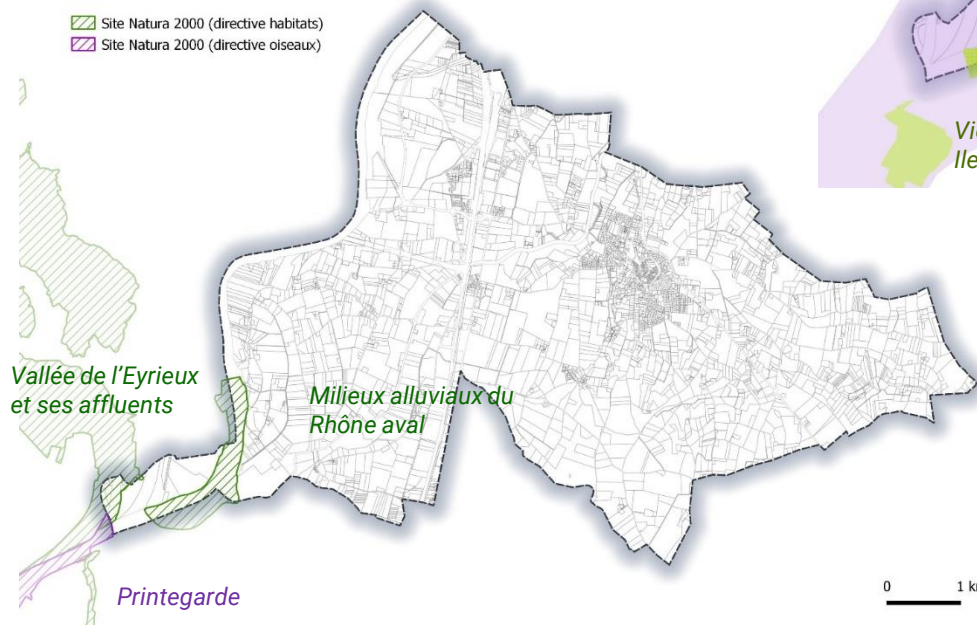 Site Natura 2000 (directive habitats)
Site Natura 2000 (directive oiseaux)
Vallée de l'Eyrieux
et ses affluents
Milieux alluviaux du
Rhône aval
Printegarde
0 1 k